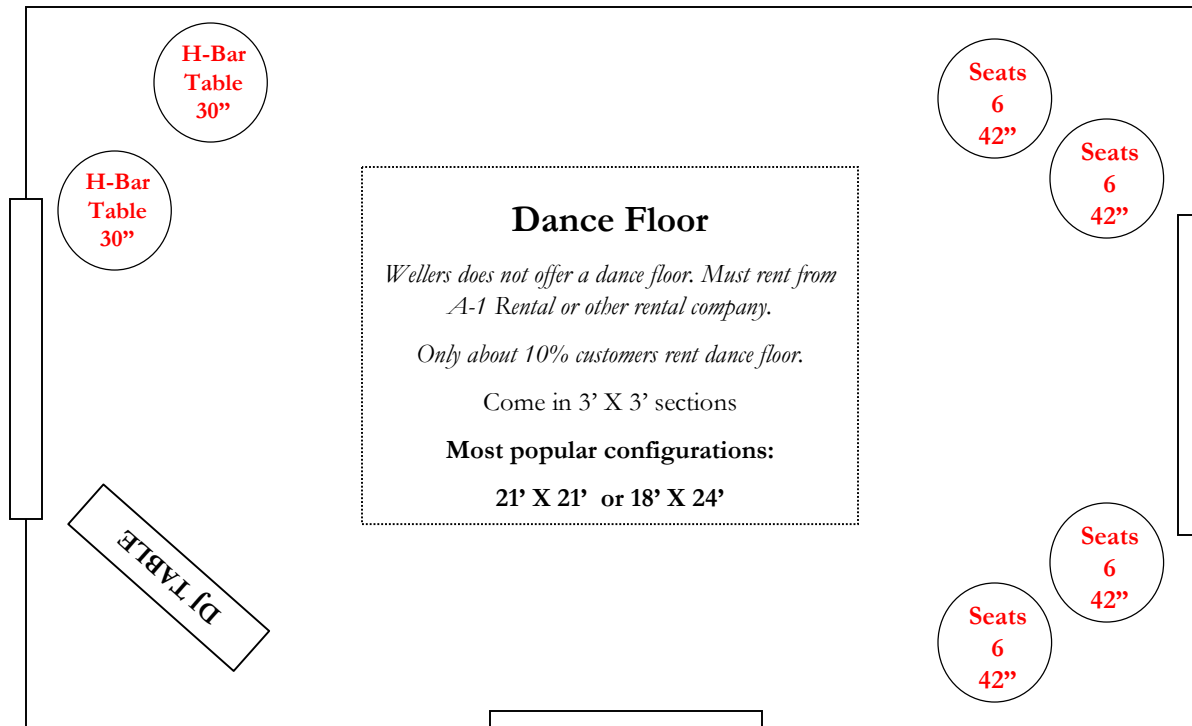 H-Bar
Table
30”
H-Bar
Table
30”
Seats
6
42”
Seats
6
42”
Dance Floor
Wellers does not offer a dance floor. Must rent from
A-1 Rental or other rental company.
Only about 10% customers rent dance floor.
Come in 3’ X 3’ sections
Most popular configurations:
21’ X 21’ or 18’ X 24’
DJ TABLE
Seats
6
42”
Seats
6
42”